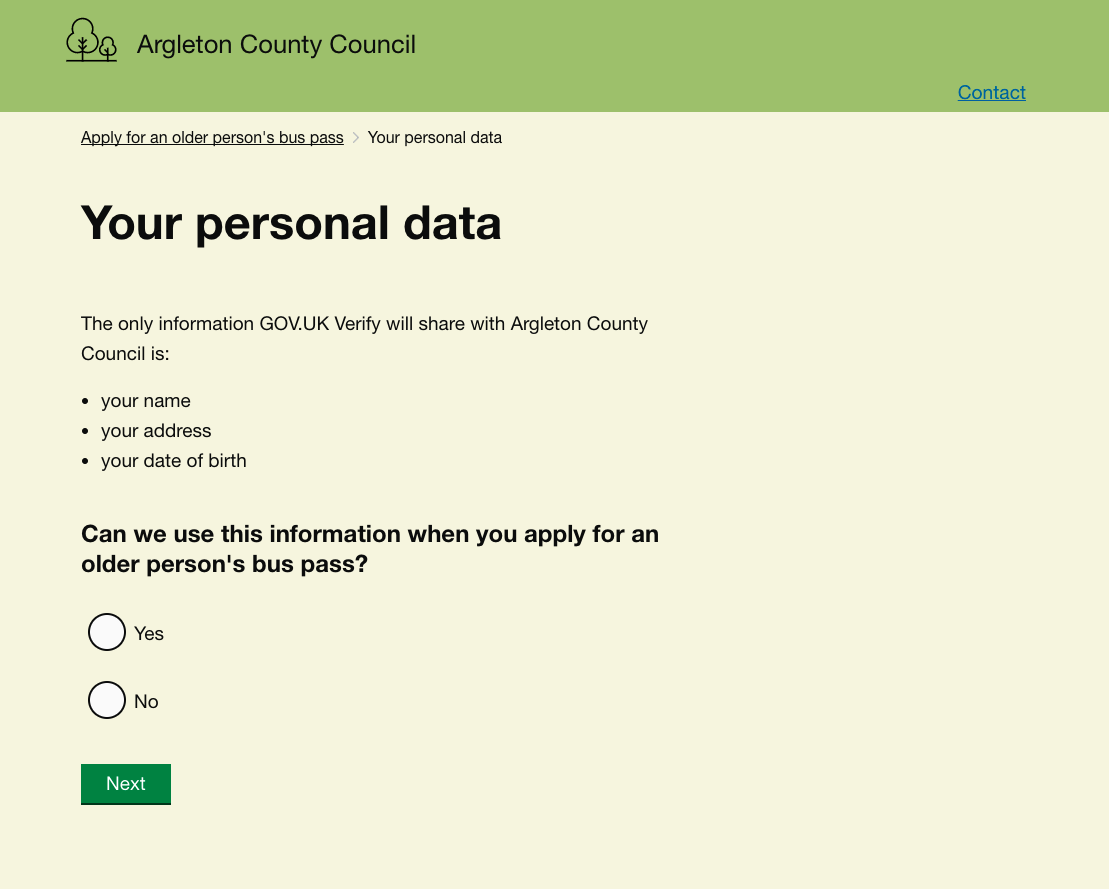 Argleton County Council
Contact
Apply for an older person's bus pass > Your personal data
Your personal data
The only information GOV.UK Verify will share with Argleton County
Council is:
• your name
• your address
• your date of birth
Can we use this information when you apply for an
older person's bus pass?
Yes
No
Next